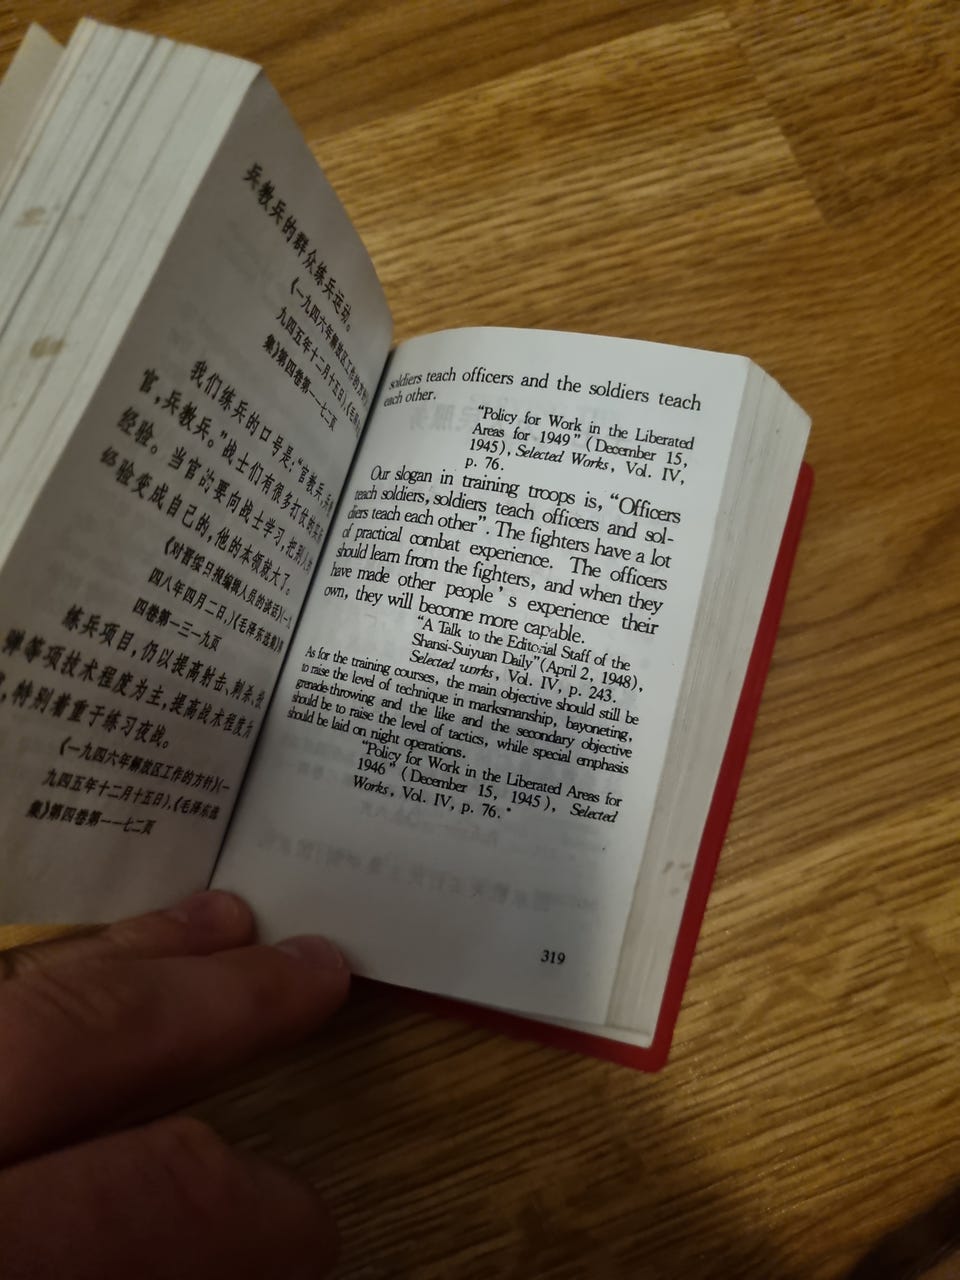 兵教兵的群众练兵运动。
《一九四六年解放区工作的方针》(一
九四五年十二月十五日),《毛泽东选
集》第四卷第一一七二页
我们练兵的口号是:“官教兵,兵教
官,兵教兵。”战士们有很多打仗的实际
经验。当官的要向战士学习,把别人的
经验变成自己的,他的本领就大了。
《对晋绥日报编辑人员的谈话》(一九
四八年四月二日),《毛泽东选集》第
四卷第一三一九页
练兵项目,仍以提高射击、刺杀、投
弹等项技术程度为主,提高战术程度为
,特别着重于练习夜战。
《一九四六年解放区工作的方针》(一
九四五年十二月十五日),《毛泽东选
集》第四卷第一一七二页
soldiers teach officers and the soldiers teach
each other.
“Policy for Work in the Liberated
Areas for 1949” (December 15,
1945), Selected Works, Vol. IV,
p. 76.
Our slogan in training troops is, “Officers
teach soldiers, soldiers teach officers and sol-
diers teach each other”. The fighters have a lot
of practical combat experience. The officers
should learn from the fighters, and when they
have made other people's experience their
own, they will become more capable.
“A Talk to the Editorial Staff of the
Shansi-Suiyuan Daily” (April 2, 1948),
Selected works, Vol. IV, p. 243.
As for the training courses, the main objective should still be
to raise the level of technique in marksmanship, bayoneting,
grenade-throwing and the like and the secondary objective
should be to raise the level of tactics, while special emphasis
should be laid on night operations.
“Policy for Work in the Liberated Areas for
1946” (December 15, 1945), Selected
Works, Vol. IV, p. 76.*
319